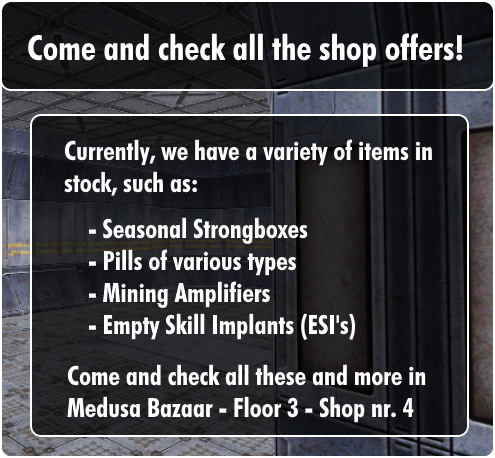 Come and check all the shop offers!
Currently, we have a variety of items in
stock, such as:
- Seasonal Strongboxes
- Pills of various types
- Mining Amplifiers
- Empty Skill Implants (ESI's)
Come and check all these and more in
Medusa Bazaar - Floor 3 - Shop nr. 4